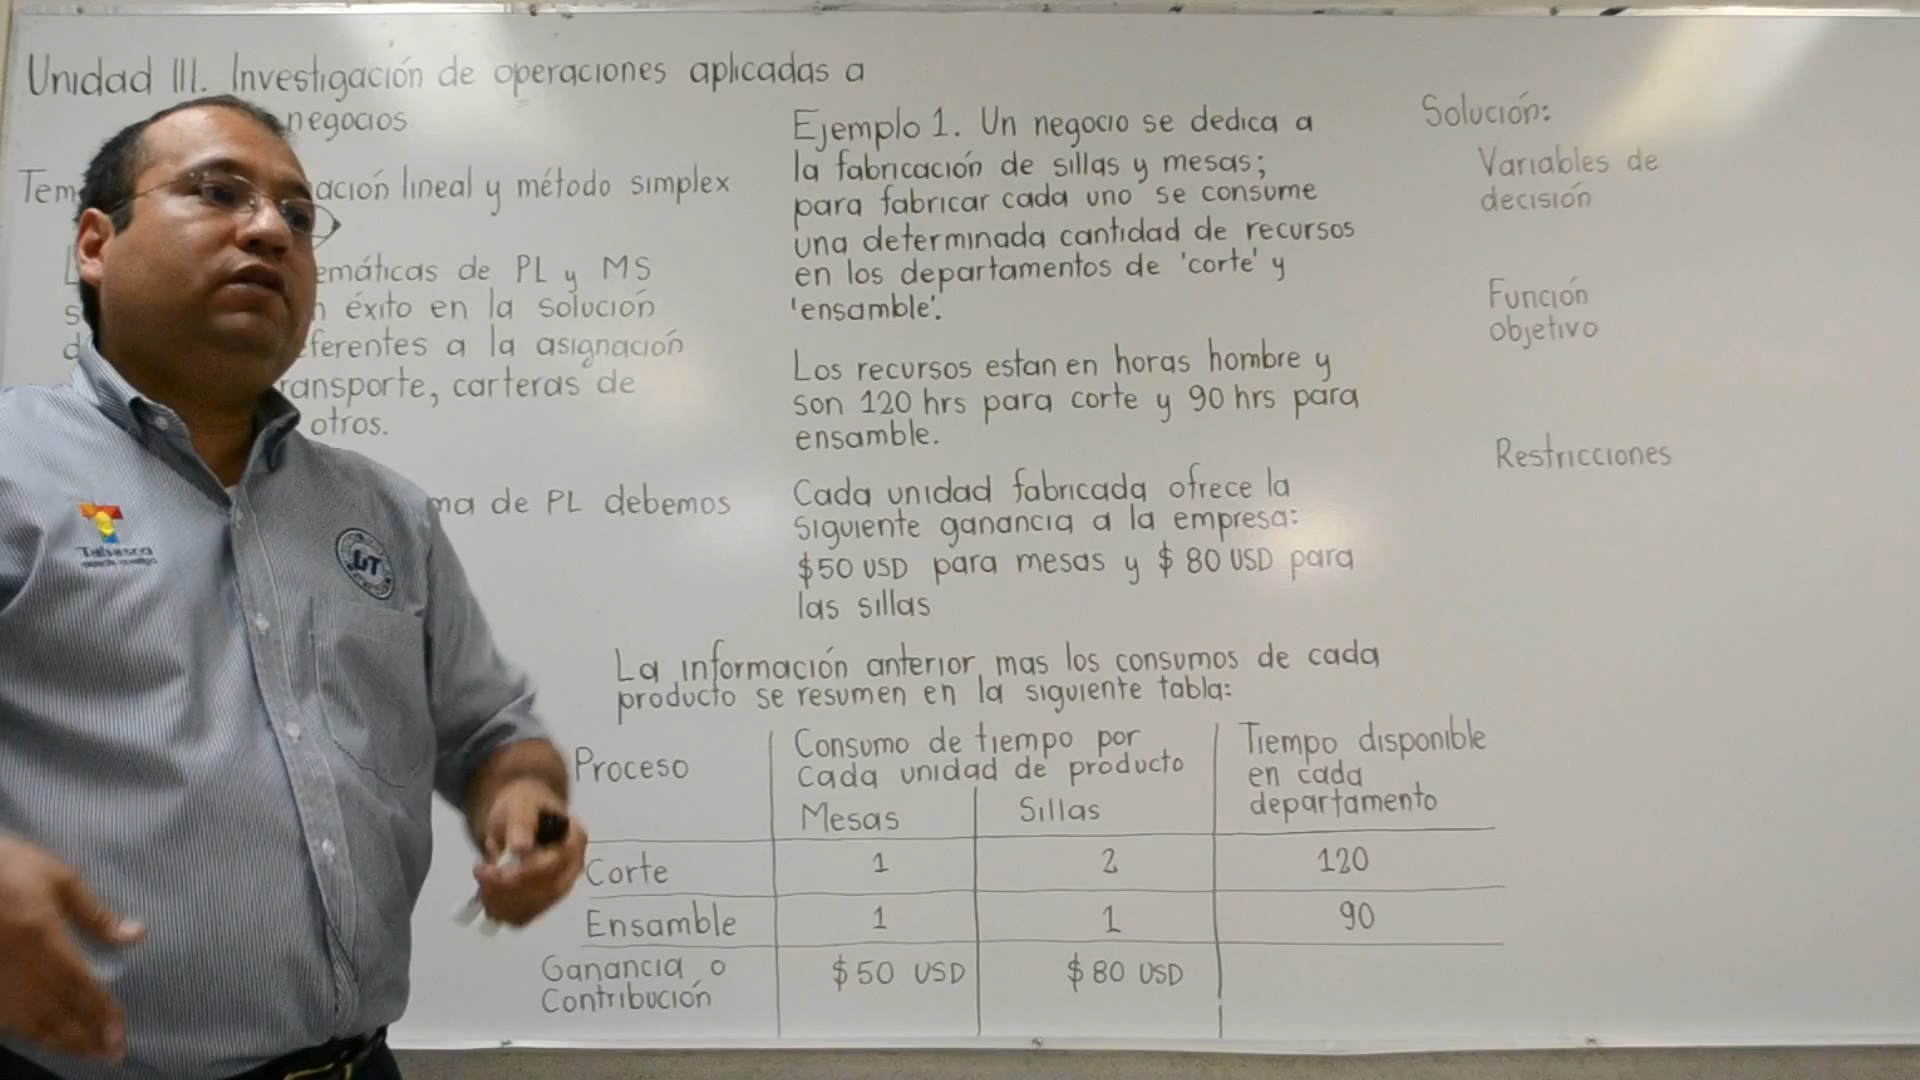 Unidad III. Investigación de operaciones aplicadas a
negocios
ación lineal y método simplex
emáticas de PL y MS
éxito en la solución
ferentes a la asignación
ransporte, carteras de
otros.
ma de PL debemos
Ejemplo 1. Un negocio se dedica a
la fabricación de sillas y mesas;
para fabricar cada uno se consume
una determinada cantidad de recursos
en los departamentos de 'corte' y
'ensamble'.
Los recursos estan en horas hombre y
son 120 hrs para corte y 90 hrs para
ensamble.
Cada unidad fabricada ofrece la
siguiente ganancia a la empresa:
$50 USD para mesas y $80 USD para
las sillas
La información anterior mas los consumos de cada
producto se resumen en la siguiente tabla:
Proceso
Consumo de tiempo por
cada unidad de producto
Tiempo disponible
en cada
departamento
Mesas Sillas
Corte 1 2 120
Ensamble 1 1 90
Ganancia o
Contribución
$50 USD $80 USD
Solución:
Variables de
decisión
Función
objetivo
Restricciones
Tabasco
UT